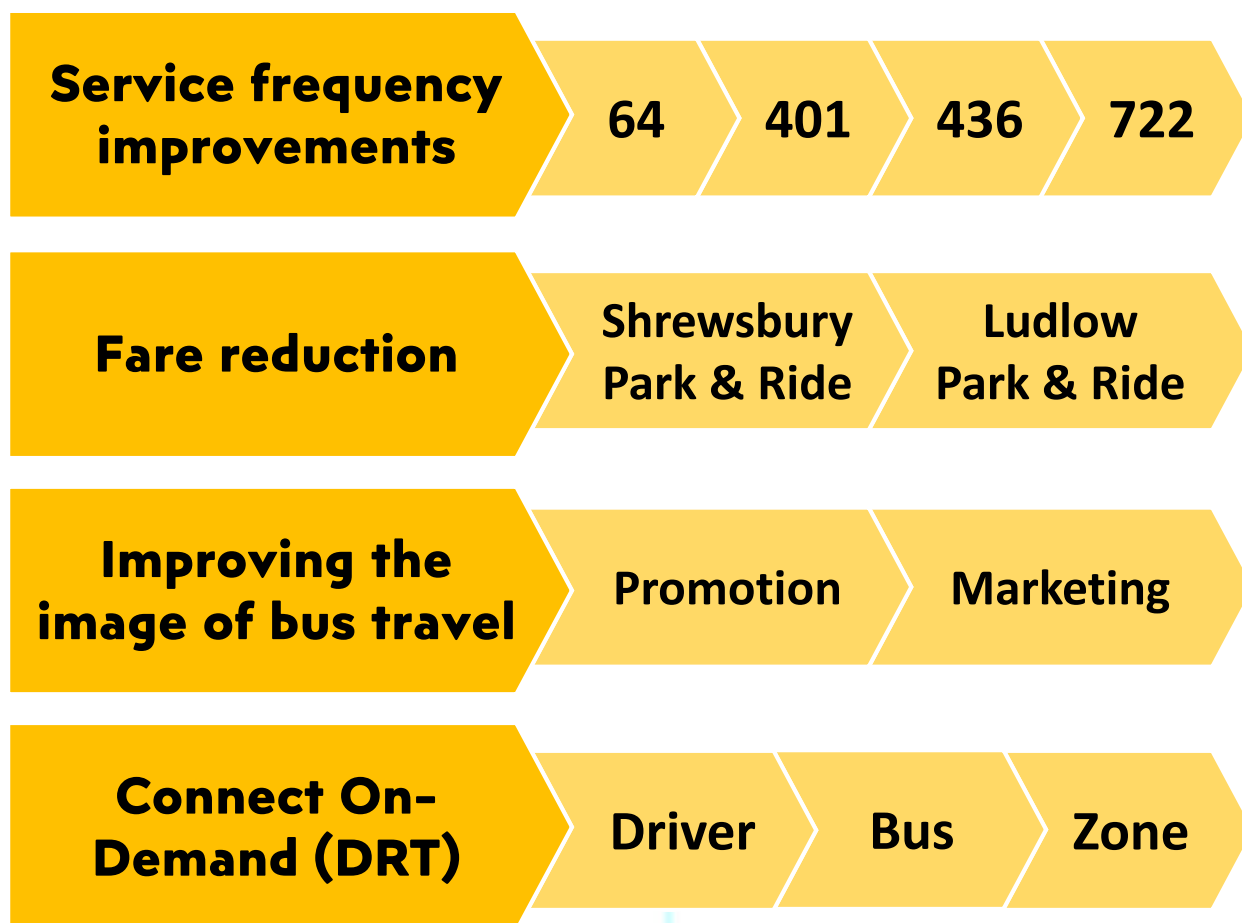 Service frequency
improvements
64
401
436
722
Fare reduction
Shrewsbury
Park & Ride
Ludlow
Park & Ride
Improving the
image of bus travel
Promotion
Marketing
Connect On-
Demand (DRT)
Driver
Bus
Zone